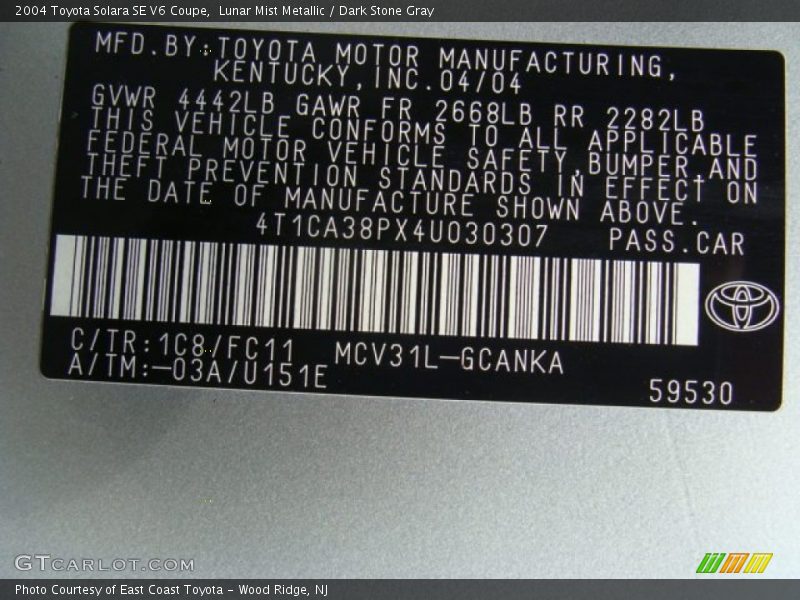 2004 Toyota Solara SE V6 Coupe,  Lunar Mist Metallic / Dark Stone Gray
MFD.BY:TOYOTA MOTOR MANUFACTURING,
KENTUCKY,INC.04/04
GVWR 4442LB GAWR FR 2668LB RR 2282LB
THIS VEHICLE CONFORMS TO ALL APPLICABLE
FEDERAL MOTOR VEHICLE SAFETY,BUMPER,AND
THEFT PREVENTION STANDARDS IN EFFECT ON
THE DATE OF MANUFACTURE SHOWN ABOVE.
4T1CA38PX4U030307 PASS.CAR
C/TR:1C8/FC11 MCV31L-GCANKA
A/TM:-03A/U151E
59530
GTCARLOT.COM
Photo Courtesy of East Coast Toyota - Wood Ridge, NJ